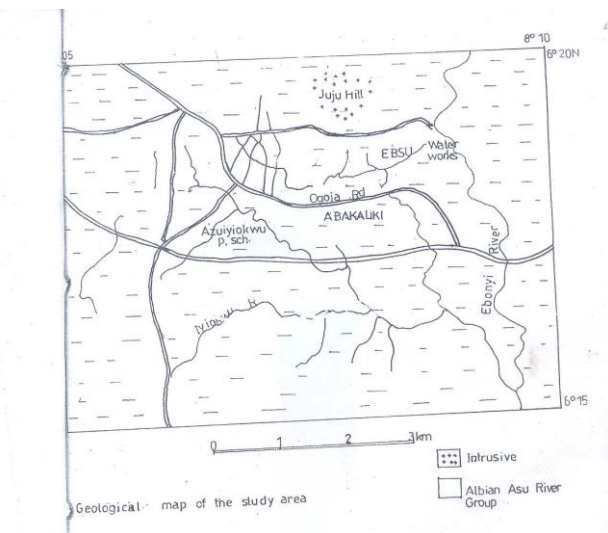 8° 10
05
6° 20N
Juju Hill
EBSU
Water
works
Ogoja Rd
ABAKALIKI
Azuiyiokwu
p. sch.
Ebonyi River
6° 15
0 1 2 3km
Intrusive
Albian Asu River
Group
Geological map of the study area